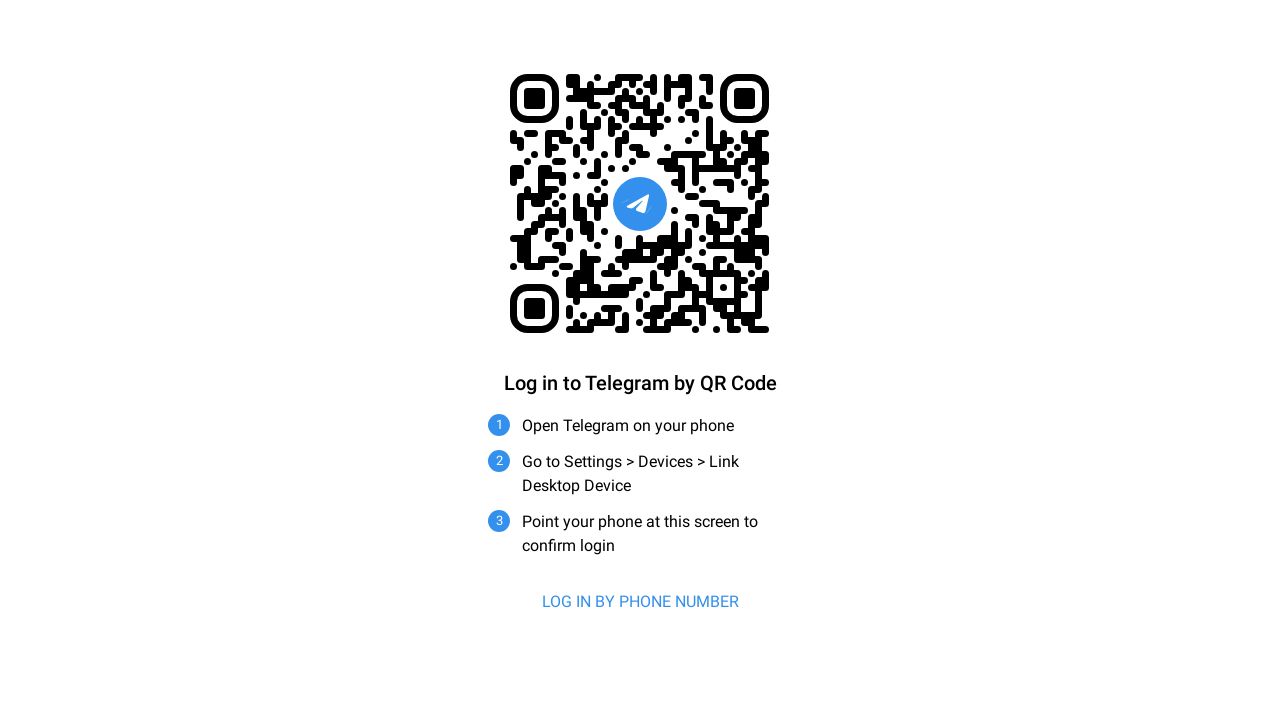 Log in to Telegram by QR Code
1 Open Telegram on your phone
2 Go to Settings > Devices > Link
Desktop Device
3 Point your phone at this screen to
confirm login
LOG IN BY PHONE NUMBER